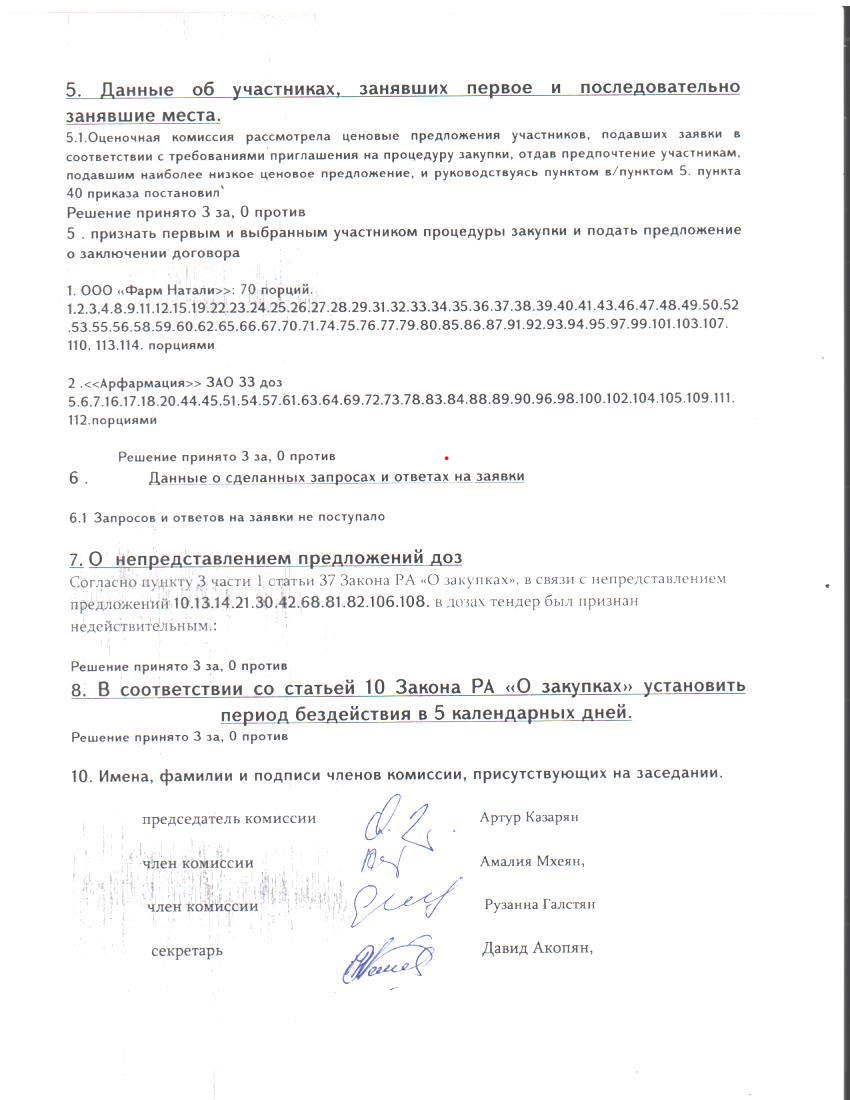 5. Данные об участниках, занявших первое и последовательно
занявшие места.
5.1.Оценочная комиссия рассмотрела ценовые предложения участников, подавших заявки в
соответствии с требованиями приглашения на процедуру закупки, отдав предпочтение участникам,
подавшим наиболее низкое ценовое предложение, и руководствуясь пунктом в/пунктом 5. пункта
40 приказа постановил`
Решение принято 3 за, 0 против
5 . признать первым и выбранным участником процедуры закупки и подать предложение
о заключении договора
1. ООО «Фарм Натали>>: 70 порций.
1.2.3.4.8.9.11.12.15.19.22.23.24.25.26.27.28.29.31.32.33.34.35.36.37.38.39.40.41.43.46.47.48.49.50.52
.53.55.56.58.59.60.62.65.66.67.70.71.74.75.76.77.79.80.85.86.87.91.92.93.94.95.97.99.101.103.107.
110. 113.114. порциями
2 .<<Арфармация>> ЗАО 33 доз
5.6.7.16.17.18.20.44.45.51.54.57.61.63.64.69.72.73.78.83.84.88.89.90.96.98.100.102.104.105.109.111.
112.порциями
Решение принято 3 за, 0 против
6 . Данные о сделанных запросах и ответах на заявки
6.1 Запросов и ответов на заявки не поступало
7. О непредставлением предложений доз
Согласно пункту 3 части 1 статьи 37 Закона РА «О закупках», в связи с непредставлением
предложений 10.13.14.21.30.42.68.81.82.106.108. в дозах тендер был признан
недействительным.:
Решение принято 3 за, 0 против
8. В соответствии со статьей 10 Закона РА «О закупках» установить
период бездействия в 5 календарных дней.
Решение принято 3 за, 0 против
10. Имена, фамилии и подписи членов комиссии, присутствующих на заседании.
председатель комиссии Артур Казарян
член комиссии Амалия Мхеян,
член комиссии Рузанна Галстян
секретарь Давид Акопян,